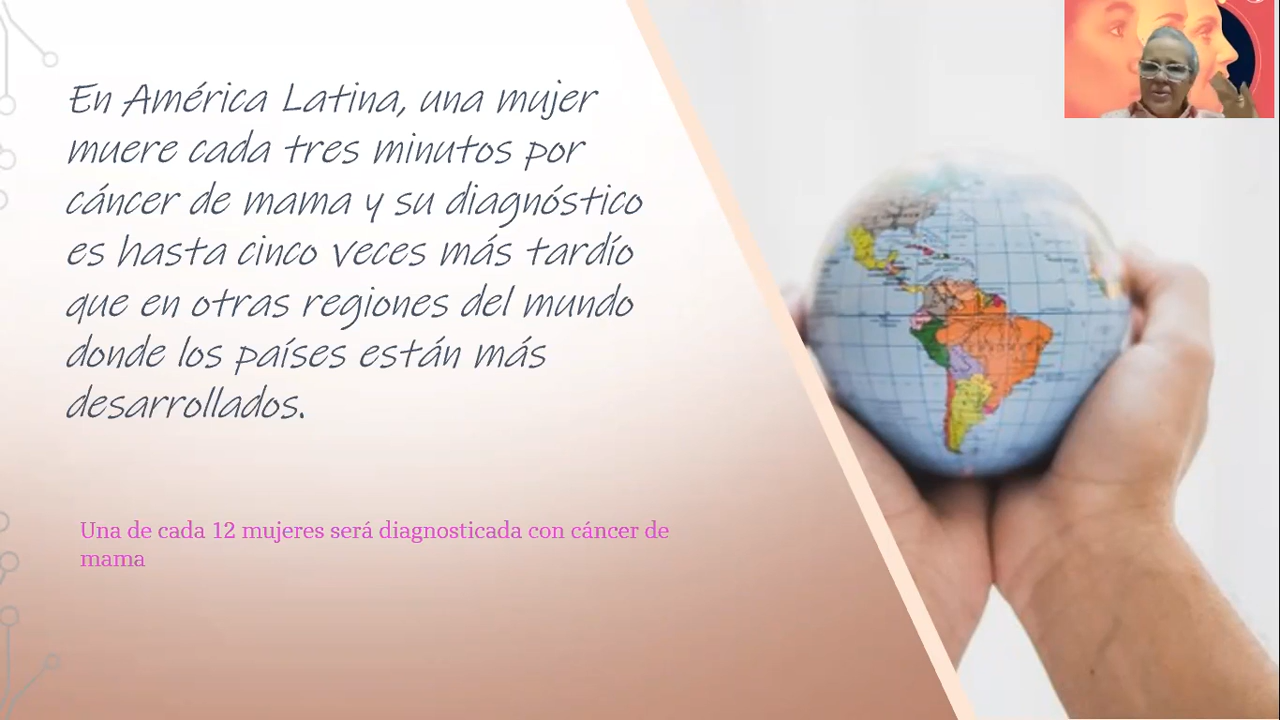 En América Latina, una mujer
muere cada tres minutos por
cáncer de mama y su diagnóstico
es hasta cinco veces más tardío
que en otras regiones del mundo
donde los países están más
desarrollados.
Una de cada 12 mujeres será diagnosticada con cáncer de
mama